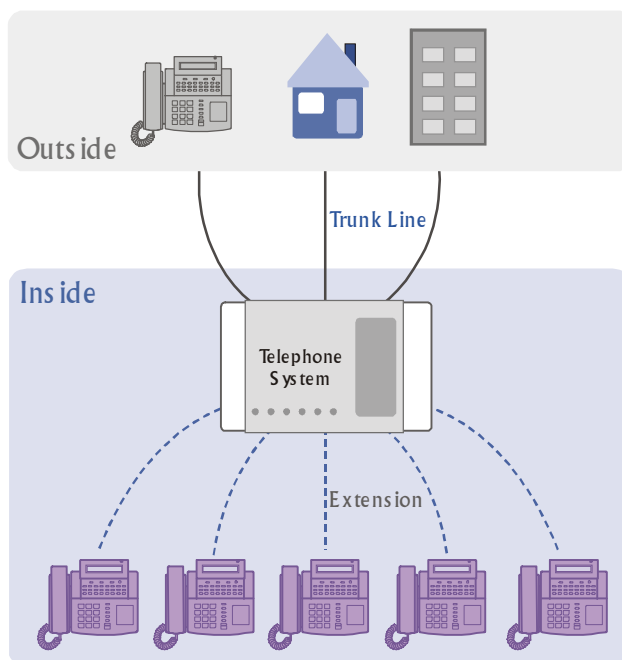 Outside
Trunk Line
Inside
Telephone
System
Extension